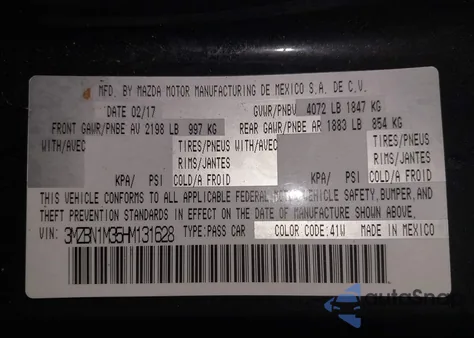 MFD. BY MAZDA MOTOR MANUFACTURING DE MEXICO S.A. DE C.V.
DATE 02/17 GVWR/PNBV 4072 LB 1847 KG
FRONT GAWR/PNBE AV 2198 LB 997 KG REAR GAWR/PNBE AR 1883 LB 854 KG
WITH/AVEC TIRES/PNEUS WITH/AVEC TIRES/PNEUS
RIMS/JANTES RIMS/JANTES
KPA/ PSI COLD/A FROID KPA/ PSI COLD/A FROID
THIS VEHICLE CONFORMS TO ALL APPLICABLE FEDERAL MOTOR VEHICLE SAFETY, BUMPER, AND
THEFT PREVENTION STANDARDS IN EFFECT ON THE DATE OF MANUFACTURE SHOWN ABOVE.
VIN: 3MZBN1M35HM131628 TYPE: PASS CAR COLOR CODE: 41W MADE IN MEXICO
autoSnap